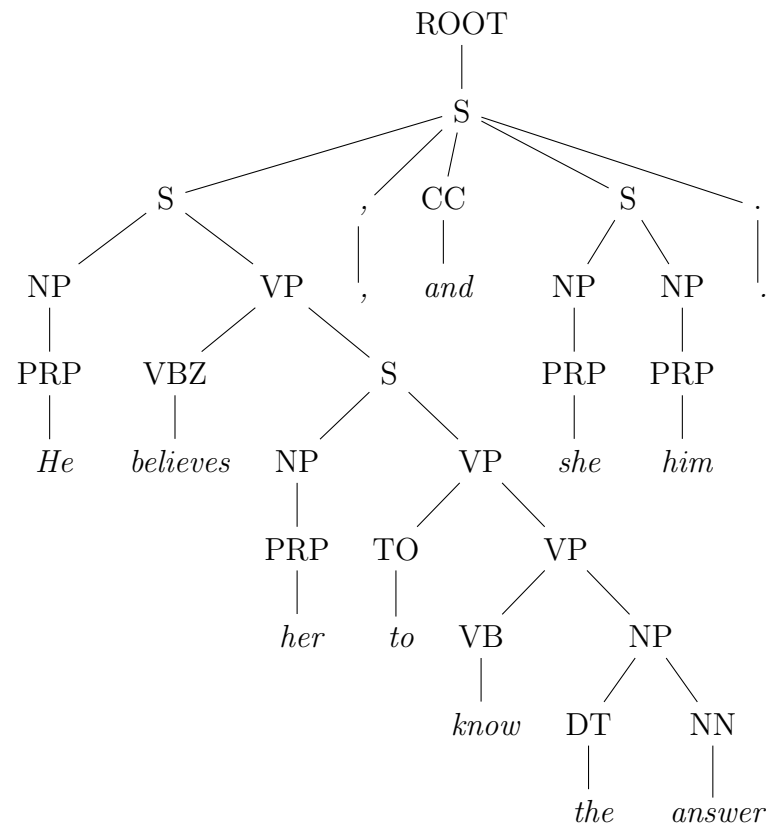 ROOT
S
S , CC S .
NP VP , and NP NP .
PRP VBZ S PRP PRP
He believes NP VP she him
PRP TO VP
her to VB NP
know DT NN
the answer